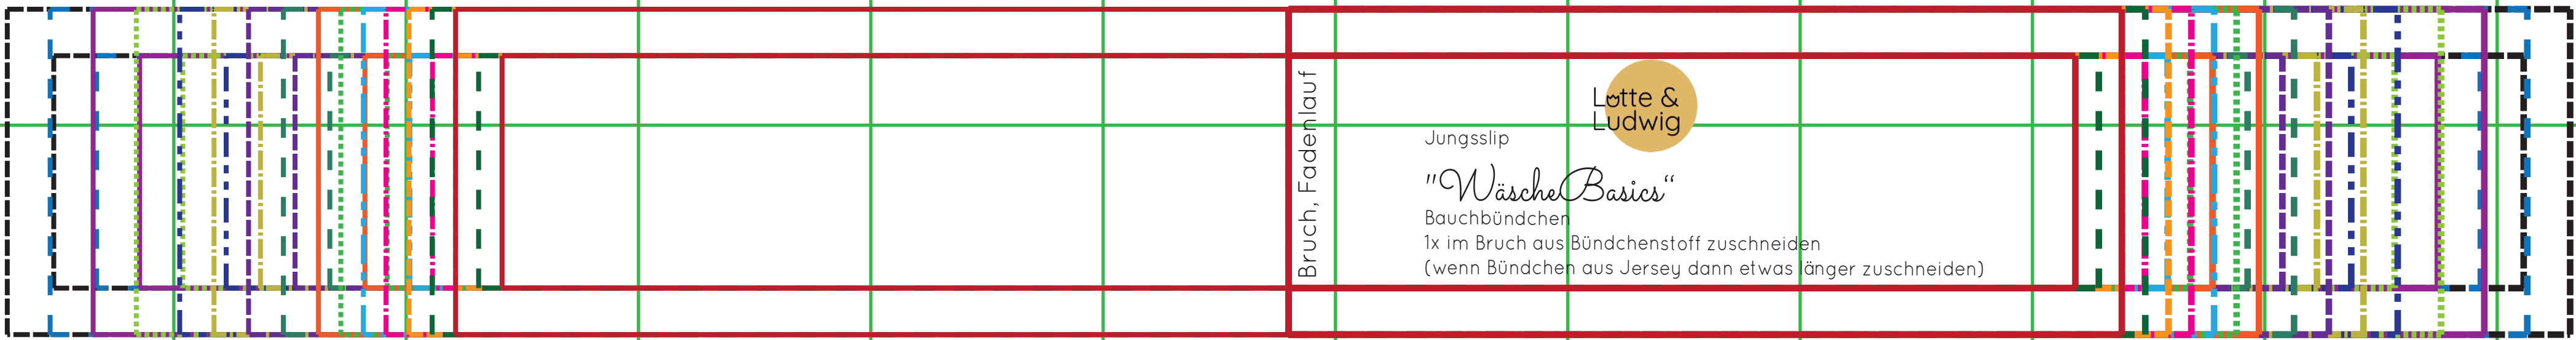 Bruch, Fadenlauf
Lotte &
Ludwig
Jungsslip
"WäscheBasics“
Bauchbündchen
1x im Bruch aus Bündchenstoff zuschneiden
(wenn Bündchen aus Jersey dann etwas länger zuschneiden)